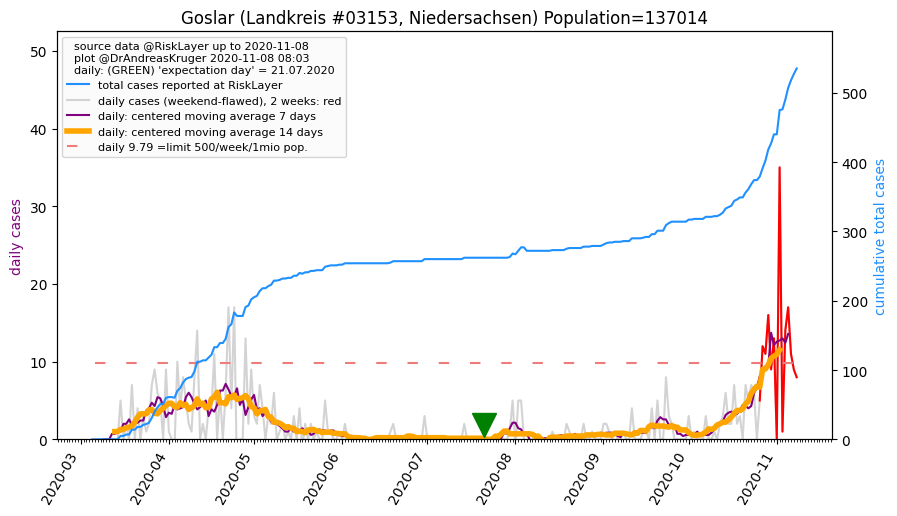 Goslar (Landkreis #03153, Niedersachsen) Population=137014
source data @RiskLayer up to 2020-11-08
plot @DrAndreasKruger 2020-11-08 08:03
daily: (GREEN) 'expectation day' = 21.07.2020
total cases reported at RiskLayer
daily cases (weekend-flawed), 2 weeks: red
daily: centered moving average 7 days
daily: centered moving average 14 days
daily 9.79 =limit 500/week/1mio pop.
daily cases
50
40
30
20
10
0
cumulative total cases
500
400
300
200
100
0
2020-03
2020-04
2020-05
2020-06
2020-07
2020-08
2020-09
2020-10
2020-11